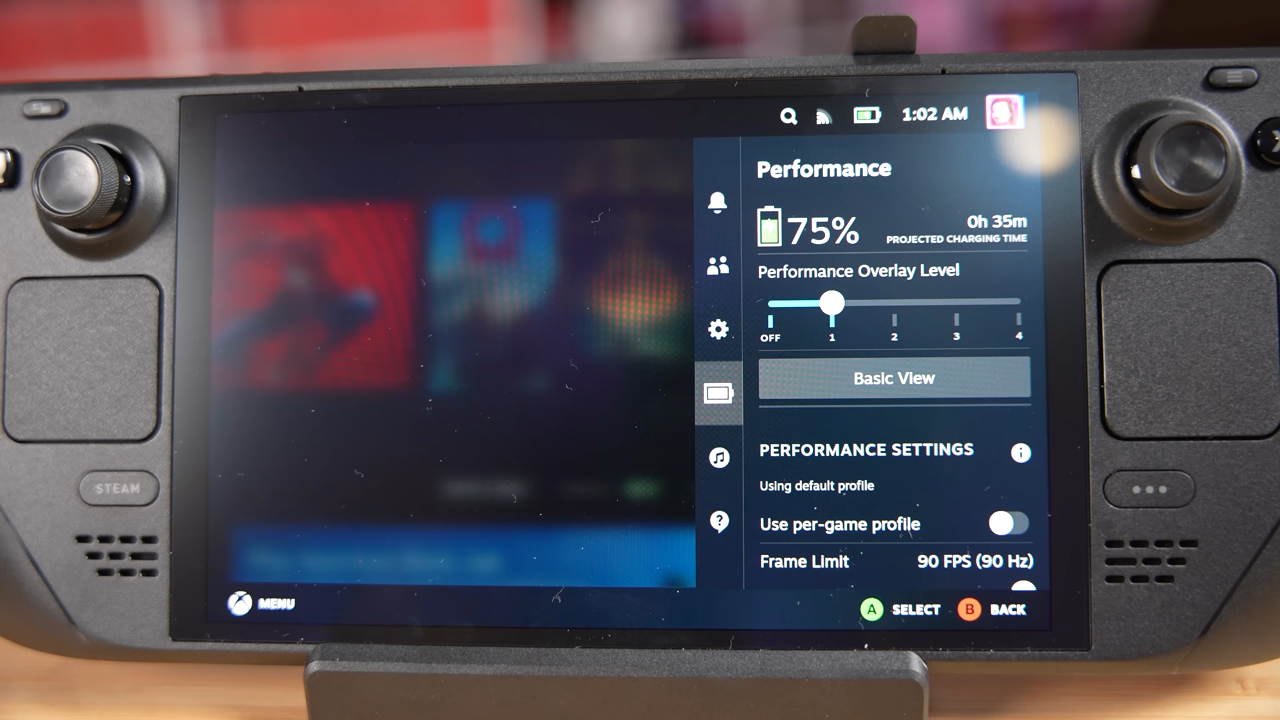 1:02 AM
Performance
75%
0h 35m
PROJECTED CHARGING TIME
Performance Overlay Level
OFF 1 2 3 4
Basic View
PERFORMANCE SETTINGS
Using default profile
Use per-game profile
Frame Limit 90 FPS (90 Hz)
STEAM
MENU
A SELECT B BACK